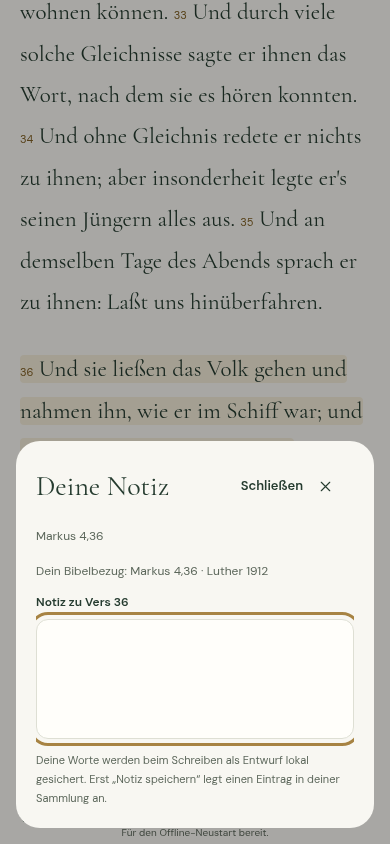 wohnen können. 33 Und durch viele
solche Gleichnisse sagte er ihnen das
Wort, nach dem sie es hören konnten.
34 Und ohne Gleichnis redete er nichts
zu ihnen; aber insonderheit legte er's
seinen Jüngern alles aus. 35 Und an
demselben Tage des Abends sprach er
zu ihnen: Laßt uns hinüberfahren.
36 Und sie ließen das Volk gehen und
nahmen ihn, wie er im Schiff war; und
Deine Notiz
Schließen ×
Markus 4,36
Dein Bibelbezug: Markus 4,36 · Luther 1912
Notiz zu Vers 36
Deine Worte werden beim Schreiben als Entwurf lokal
gesichert. Erst „Notiz speichern“ legt einen Eintrag in deiner
Sammlung an.
Für den Offline-Neustart bereit.